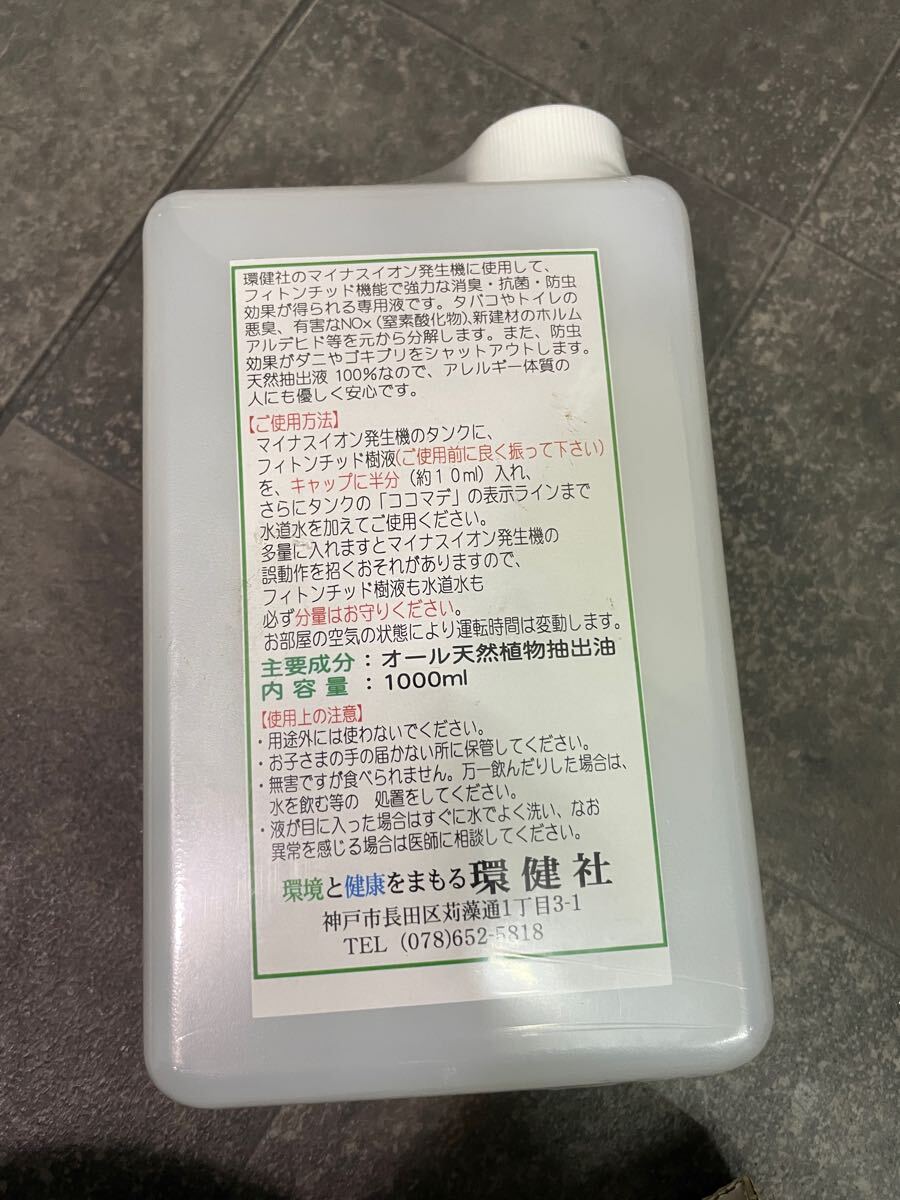 環健社のマイナスイオン発生機に使用して、
フィトンチッド機能で強力な消臭・抗菌・防虫
効果が得られる専用液です。タバコやトイレの
悪臭、有害なNOx(窒素酸化物)、新建材のホルム
アルデヒド等を元から分解します。また、防虫
効果がダニやゴキブリをシャットアウトします。
天然抽出液 100%なので、アレルギー体質の
人にも優しく安心です。
【ご使用方法】
マイナスイオン発生機のタンクに、
フィトンチッド樹液(ご使用前に良く振って下さい)
を、キャップに半分(約10ml)入れ、
さらにタンクの「ココマデ」の表示ラインまで
水道水を加えてご使用ください。
多量に入れますとマイナスイオン発生機の
誤動作を招くおそれがありますので、
フィトンチッド樹液も水道水も
必ず分量はお守りください。
お部屋の空気の状態により運転時間は変動します。
主要成分:オール天然植物抽出油
内容量:1000ml
【使用上の注意】
・用途外には使わないでください。
・お子さまの手の届かない所に保管してください。
・無害ですが食べられません。万一飲んだりした場合は、
水を飲む等の 処置をしてください。
・液が目に入った場合はすぐに水でよく洗い、なお
異常を感じる場合は医師に相談してください。
環境と健康をまもる環健社
神戸市長田区苅藻通1丁目3-1
TEL (078)652-5818